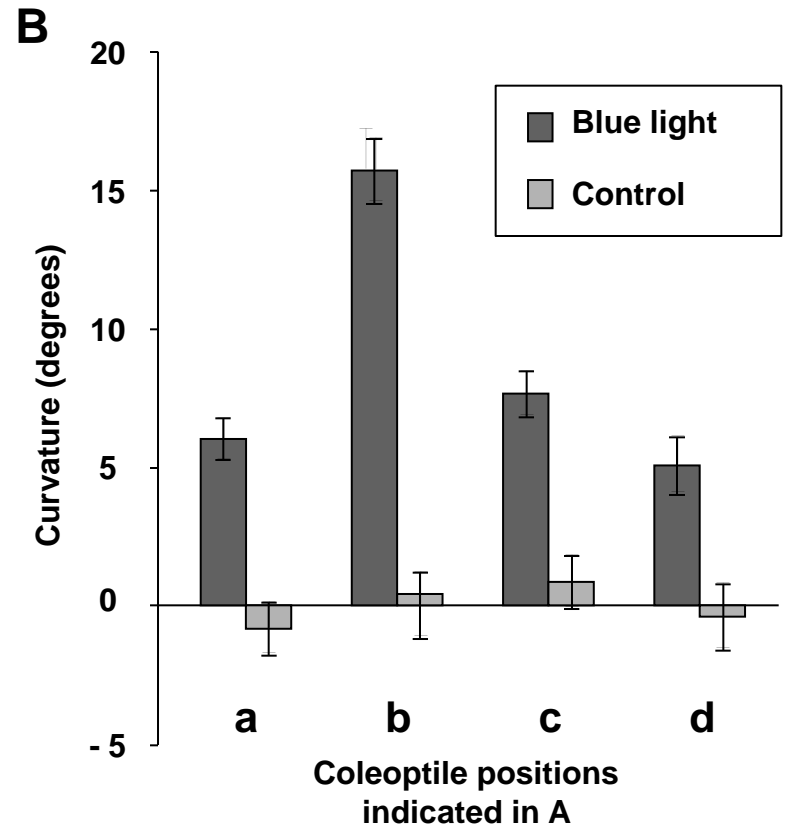 B
20
15
10
5
0
- 5
Curvature (degrees)
Blue light
Control
a b c d
Coleoptile positions
indicated in A